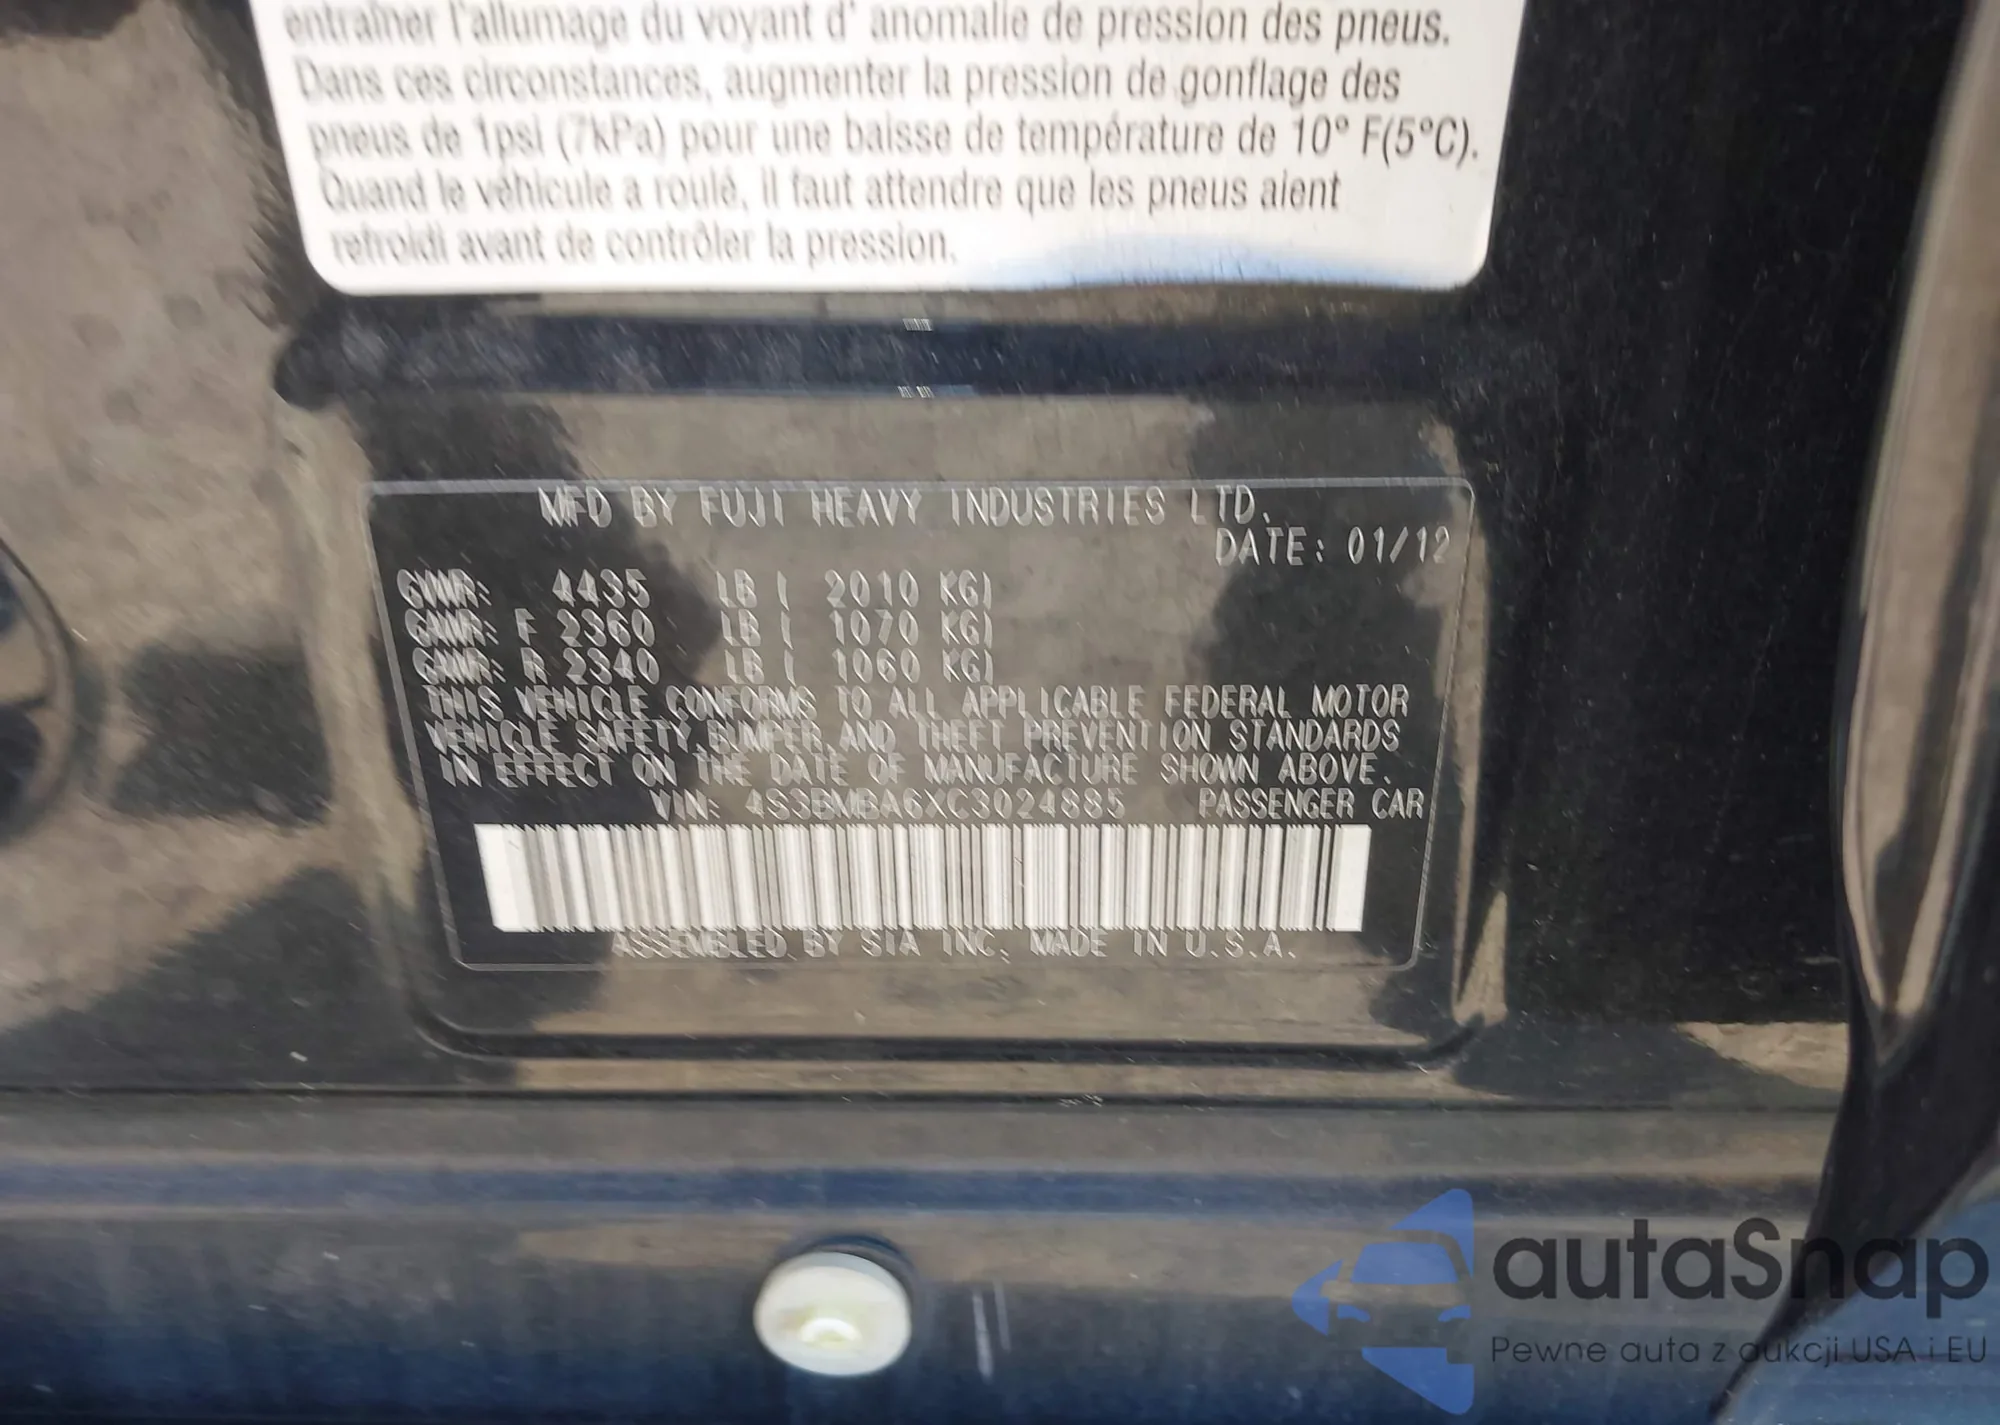 entraîner l'allumage du voyant d' anomalie de pression des pneus.
Dans ces circonstances, augmenter la pression de gonflage des
pneus de 1psi (7kPa) pour une baisse de température de 10° F(5°C).
Quand le véhicule a roulé, il faut attendre que les pneus aient
refroidi avant de contrôler la pression.
MFD BY FUJI HEAVY INDUSTRIES LTD.
DATE: 01/12
GVWR: 4435 LB ( 2010 KG)
GAWR: F 2360 LB ( 1070 KG)
GAWR: R 2340 LB ( 1060 KG)
THIS VEHICLE CONFORMS TO ALL APPLICABLE FEDERAL MOTOR
VEHICLE SAFETY, BUMPER, AND THEFT PREVENTION STANDARDS
IN EFFECT ON THE DATE OF MANUFACTURE SHOWN ABOVE.
VIN: 4S3BMBA6XC3024885 PASSENGER CAR
ASSEMBLED BY SIA INC, MADE IN U.S.A.
autaSnap
Pewne auta z aukcji USA i EU